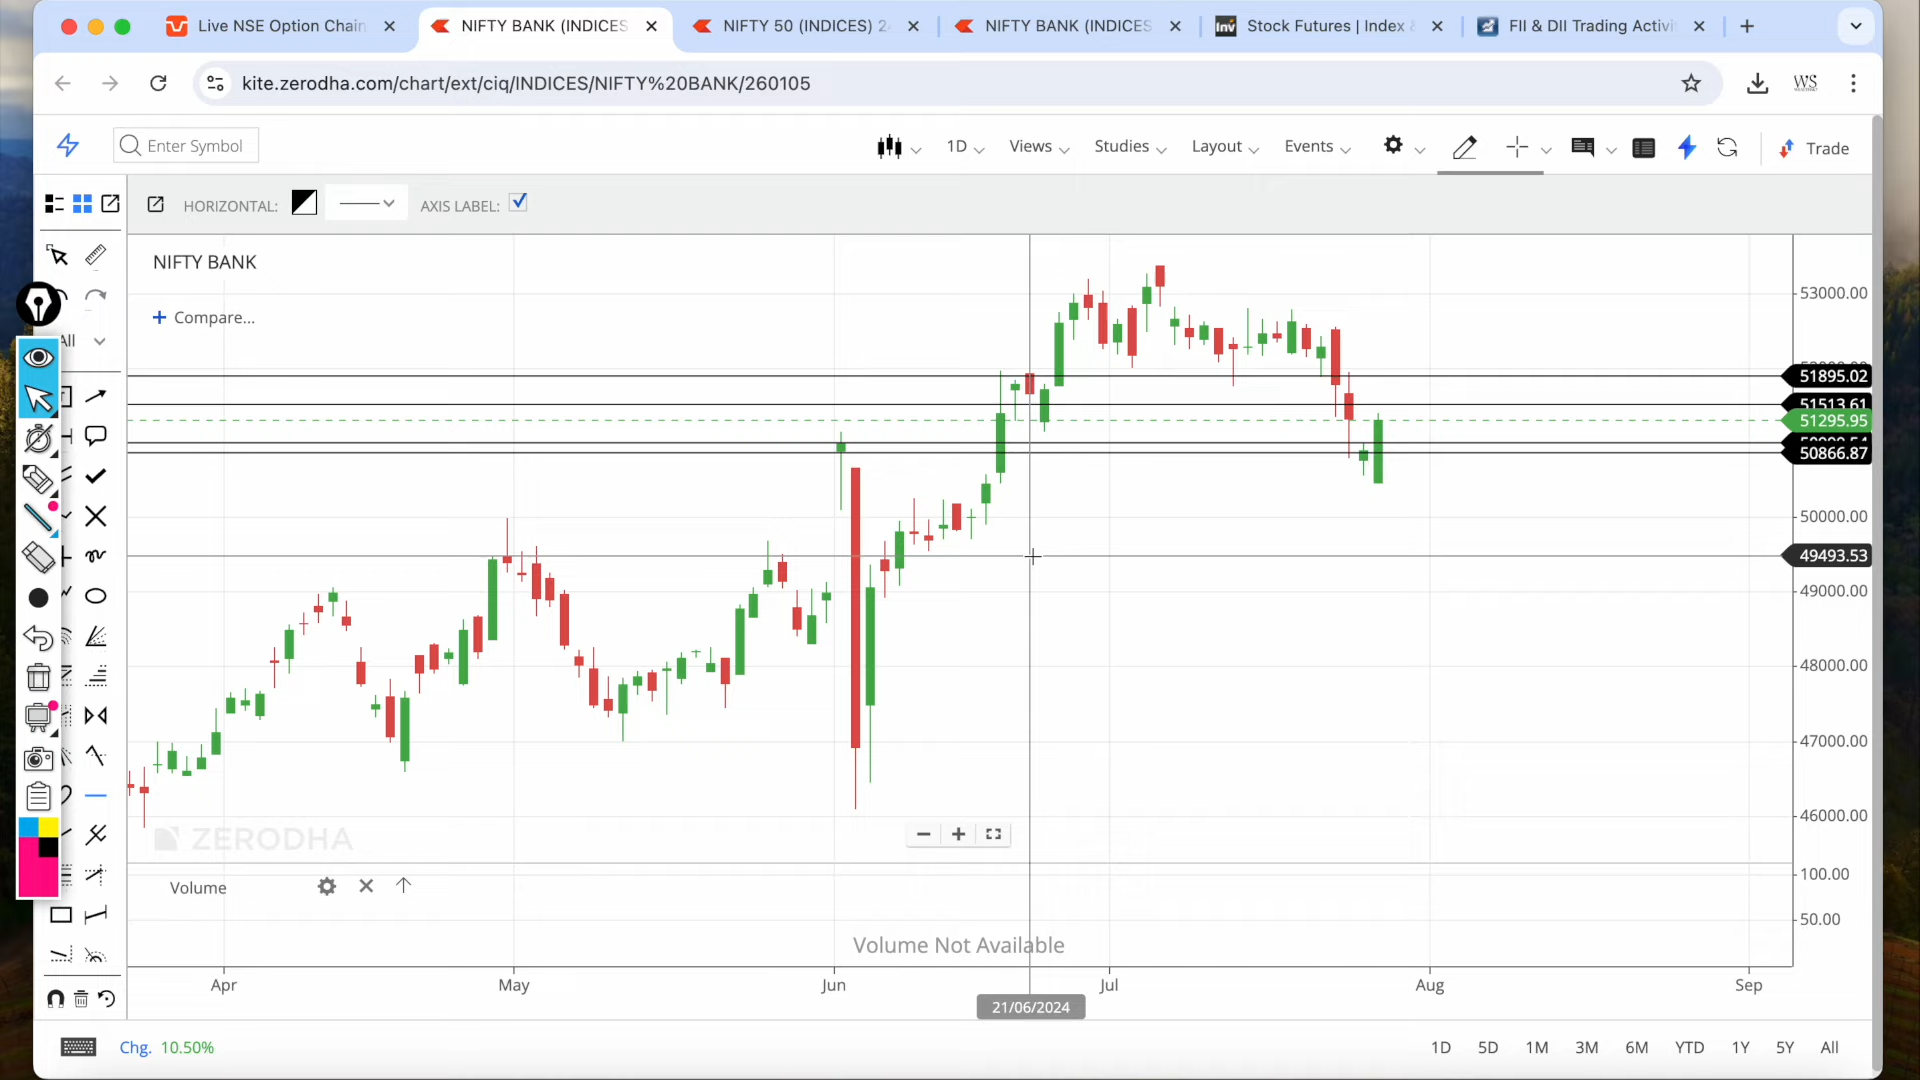 Live NSE Option Chain
NIFTY BANK (INDICES
NIFTY 50 (INDICES) 2
NIFTY BANK (INDICES
Inv
Stock Futures | Index
FII & DII Trading Activi
kite.zerodha.com/chart/ext/ciq/INDICES/NIFTY%20BANK/260105
WS
Enter Symbol
1D
Views
Studies
Layout
Events
Trade
HORIZONTAL:
AXIS LABEL:
NIFTY BANK
Compare...
All
53000.00
51895.02
51513.61
51295.95
50866.87
50000.00
49493.53
49000.00
48000.00
47000.00
46000.00
ZERODHA
Volume
100.00
50.00
Volume Not Available
Apr
May
Jun
Jul
Aug
Sep
21/06/2024
Chg. 10.50%
1D
5D
1M
3M
6M
YTD
1Y
5Y
All